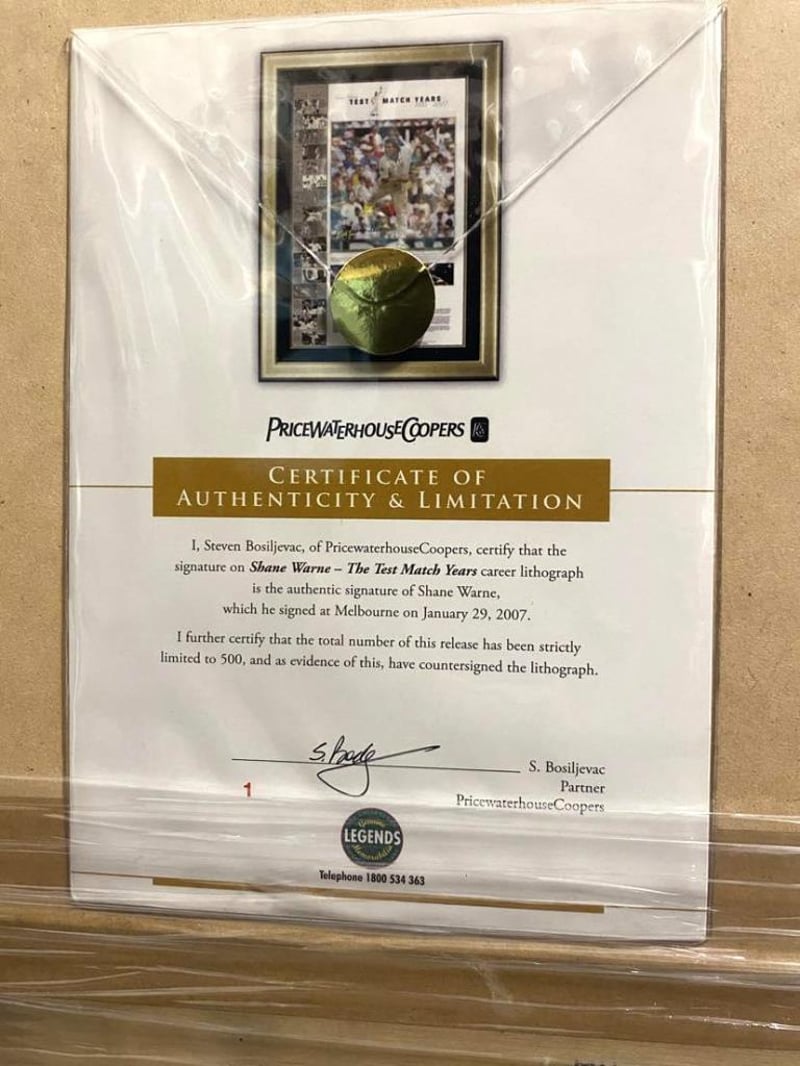 TEST MATCH YEARS
PRICEWATERHOUSECOOPERS
CERTIFICATE OF
AUTHENTICITY & LIMITATION
I, Steven Bosiljevac, of PricewaterhouseCoopers, certify that the
signature on Shane Warne – The Test Match Years career lithograph
is the authentic signature of Shane Warne,
which he signed at Melbourne on January 29, 2007.
I further certify that the total number of this release has been strictly
limited to 500, and as evidence of this, have countersigned the lithograph.
S. Bosiljevac
Partner
1
PricewaterhouseCoopers
Genuine
LEGENDS
Memorabilia
Telephone 1800 534 363